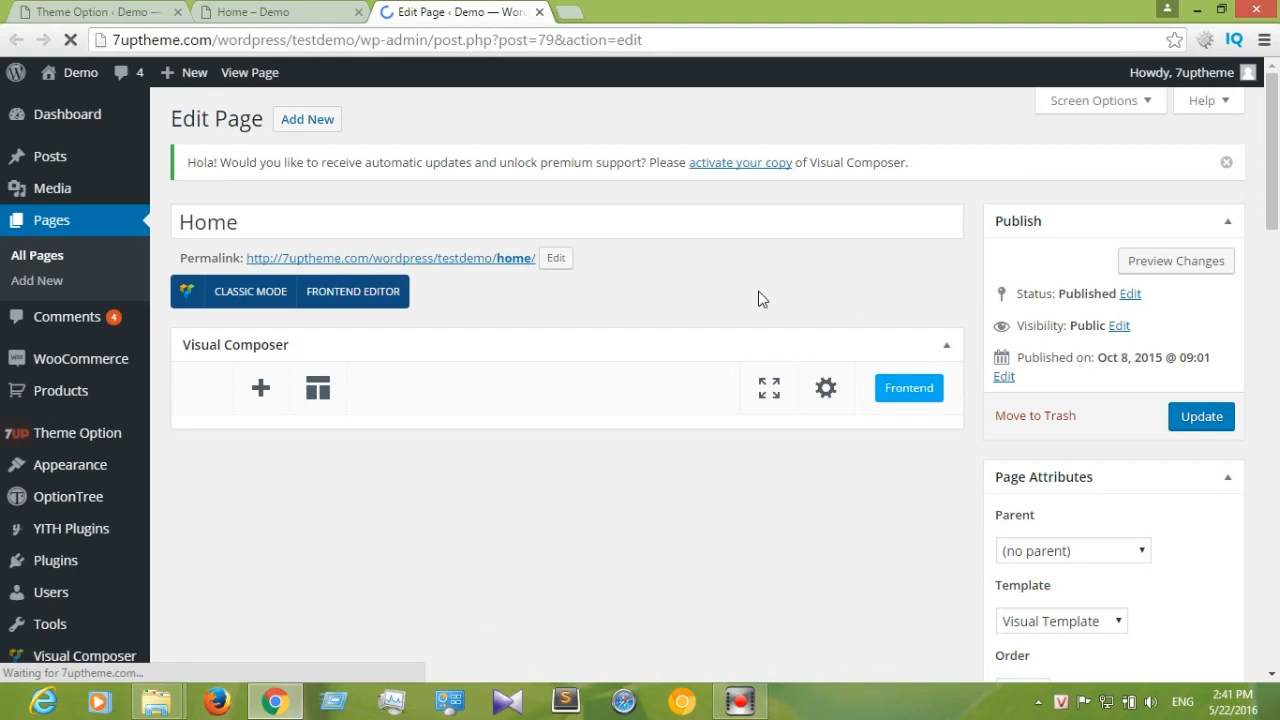 Theme Option ‹ Demo —
Home – Demo
Edit Page ‹ Demo — Wor
7uptheme.com/wordpress/testdemo/wp-admin/post.php?post=79&action=edit
IQ
Demo
4
New
View Page
Howdy, 7uptheme
Dashboard
Posts
Media
Pages
All Pages
Add New
Comments 4
WooCommerce
Products
7UP Theme Option
Appearance
OptionTree
YITH Plugins
Plugins
Users
Tools
Visual Composer
Edit Page
Add New
Screen Options
Help
Hola! Would you like to receive automatic updates and unlock premium support? Please activate your copy of Visual Composer.
Home
Permalink: http://7uptheme.com/wordpress/testdemo/home/ Edit
CLASSIC MODE
FRONTEND EDITOR
Visual Composer
Frontend
Publish
Preview Changes
Status: Published Edit
Visibility: Public Edit
Published on: Oct 8, 2015 @ 09:01
Edit
Move to Trash
Update
Page Attributes
Parent
(no parent)
Template
Visual Template
Order
Waiting for 7uptheme.com...
ENG
2:41 PM
5/22/2016